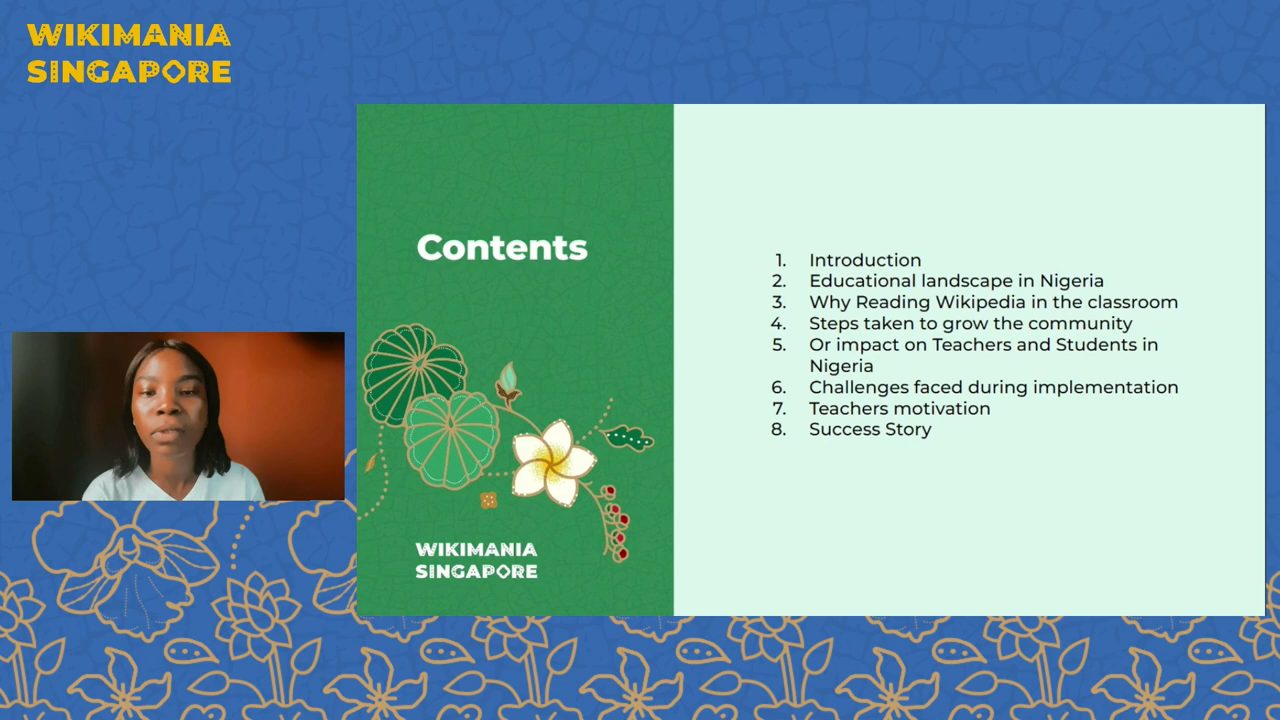 WIKIMANIA
SINGAPORE
Contents
1. Introduction
2. Educational landscape in Nigeria
3. Why Reading Wikipedia in the classroom
4. Steps taken to grow the community
5. Or impact on Teachers and Students in
Nigeria
6. Challenges faced during implementation
7. Teachers motivation
8. Success Story
WIKIMANIA
SINGAPORE